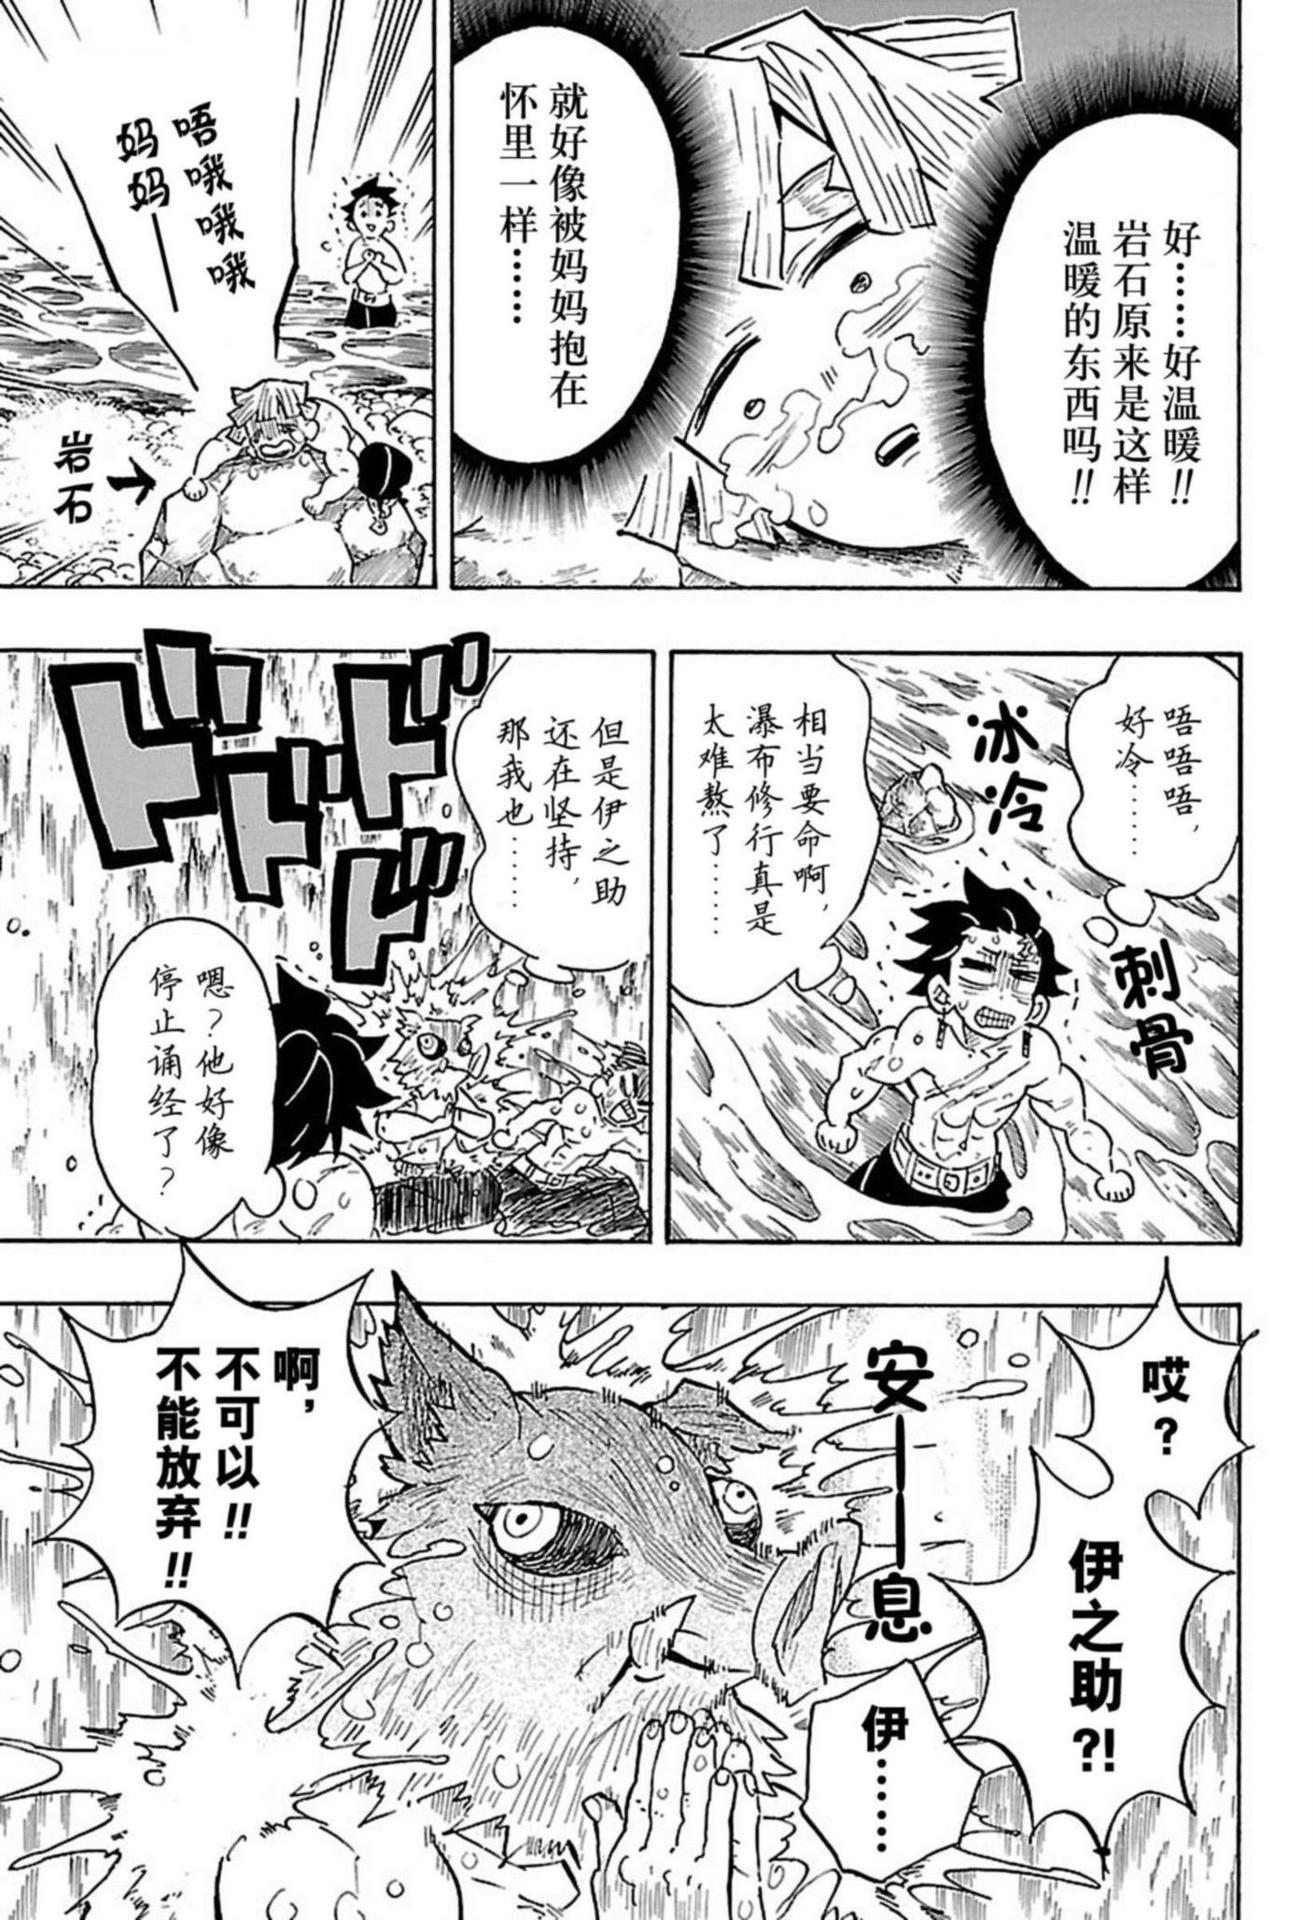 好……好温暖!!
岩石原来是这样
温暖的东西吗!!
就好像被妈妈抱在
怀里一样……
唔哦哦哦
妈妈——
岩石
唔唔唔,
好冷……
冰冷
刺骨
相当要命啊,
瀑布修行真是
太难熬了……
但是伊之助
还在坚持,
那我也……
ドドドドド
嗯?他好像
停止诵经了?
哎?
伊之助?!
伊……
安——息
啊,
不可以!!
不能放弃!!